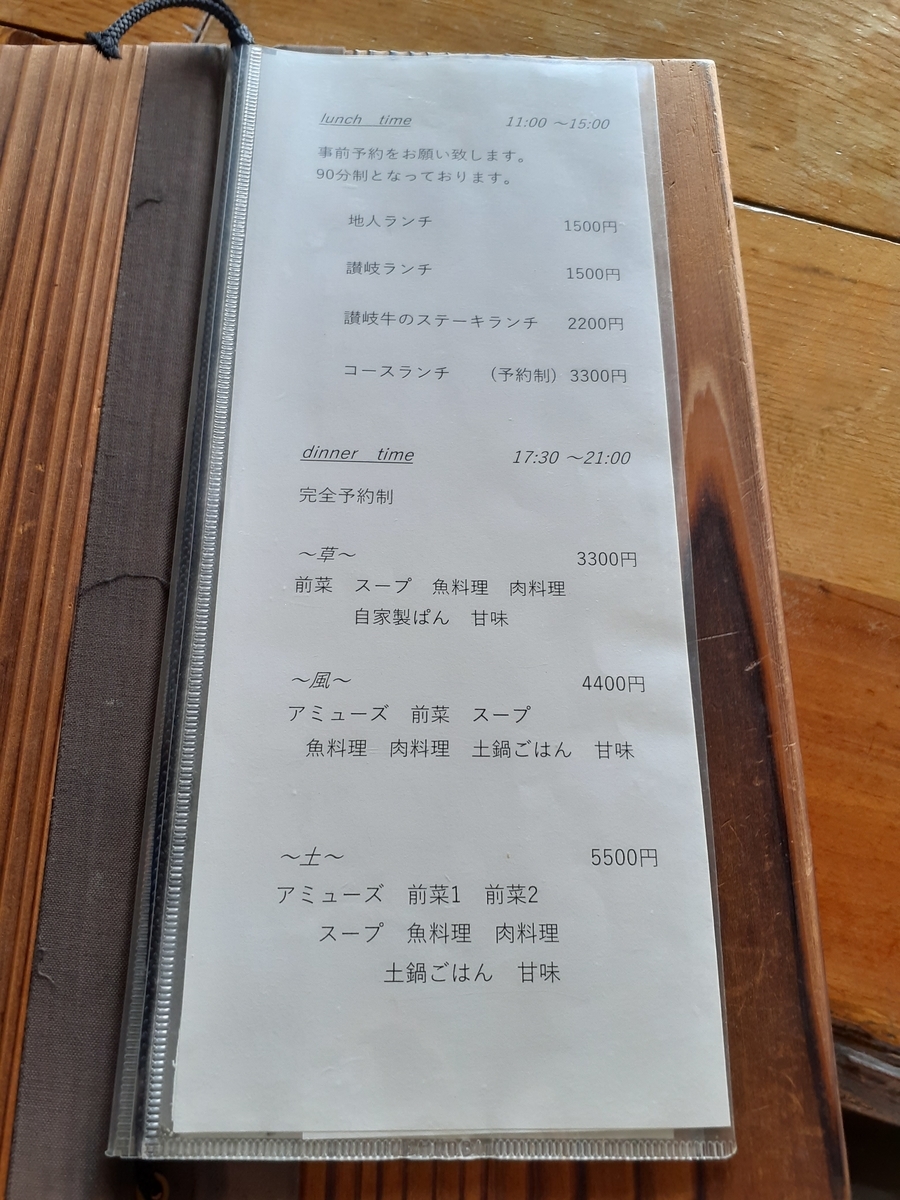 lunch time 11:00 ～15:00
事前予約をお願い致します。
90分制となっております。
地人ランチ 1500円
讃岐ランチ 1500円
讃岐牛のステーキランチ 2200円
コースランチ (予約制) 3300円
dinner time 17:30 ～21:00
完全予約制
～草～ 3300円
前菜 スープ 魚料理 肉料理
自家製ぱん 甘味
～風～ 4400円
アミューズ 前菜 スープ
魚料理 肉料理 土鍋ごはん 甘味
～土～ 5500円
アミューズ 前菜1 前菜2
スープ 魚料理 肉料理
土鍋ごはん 甘味